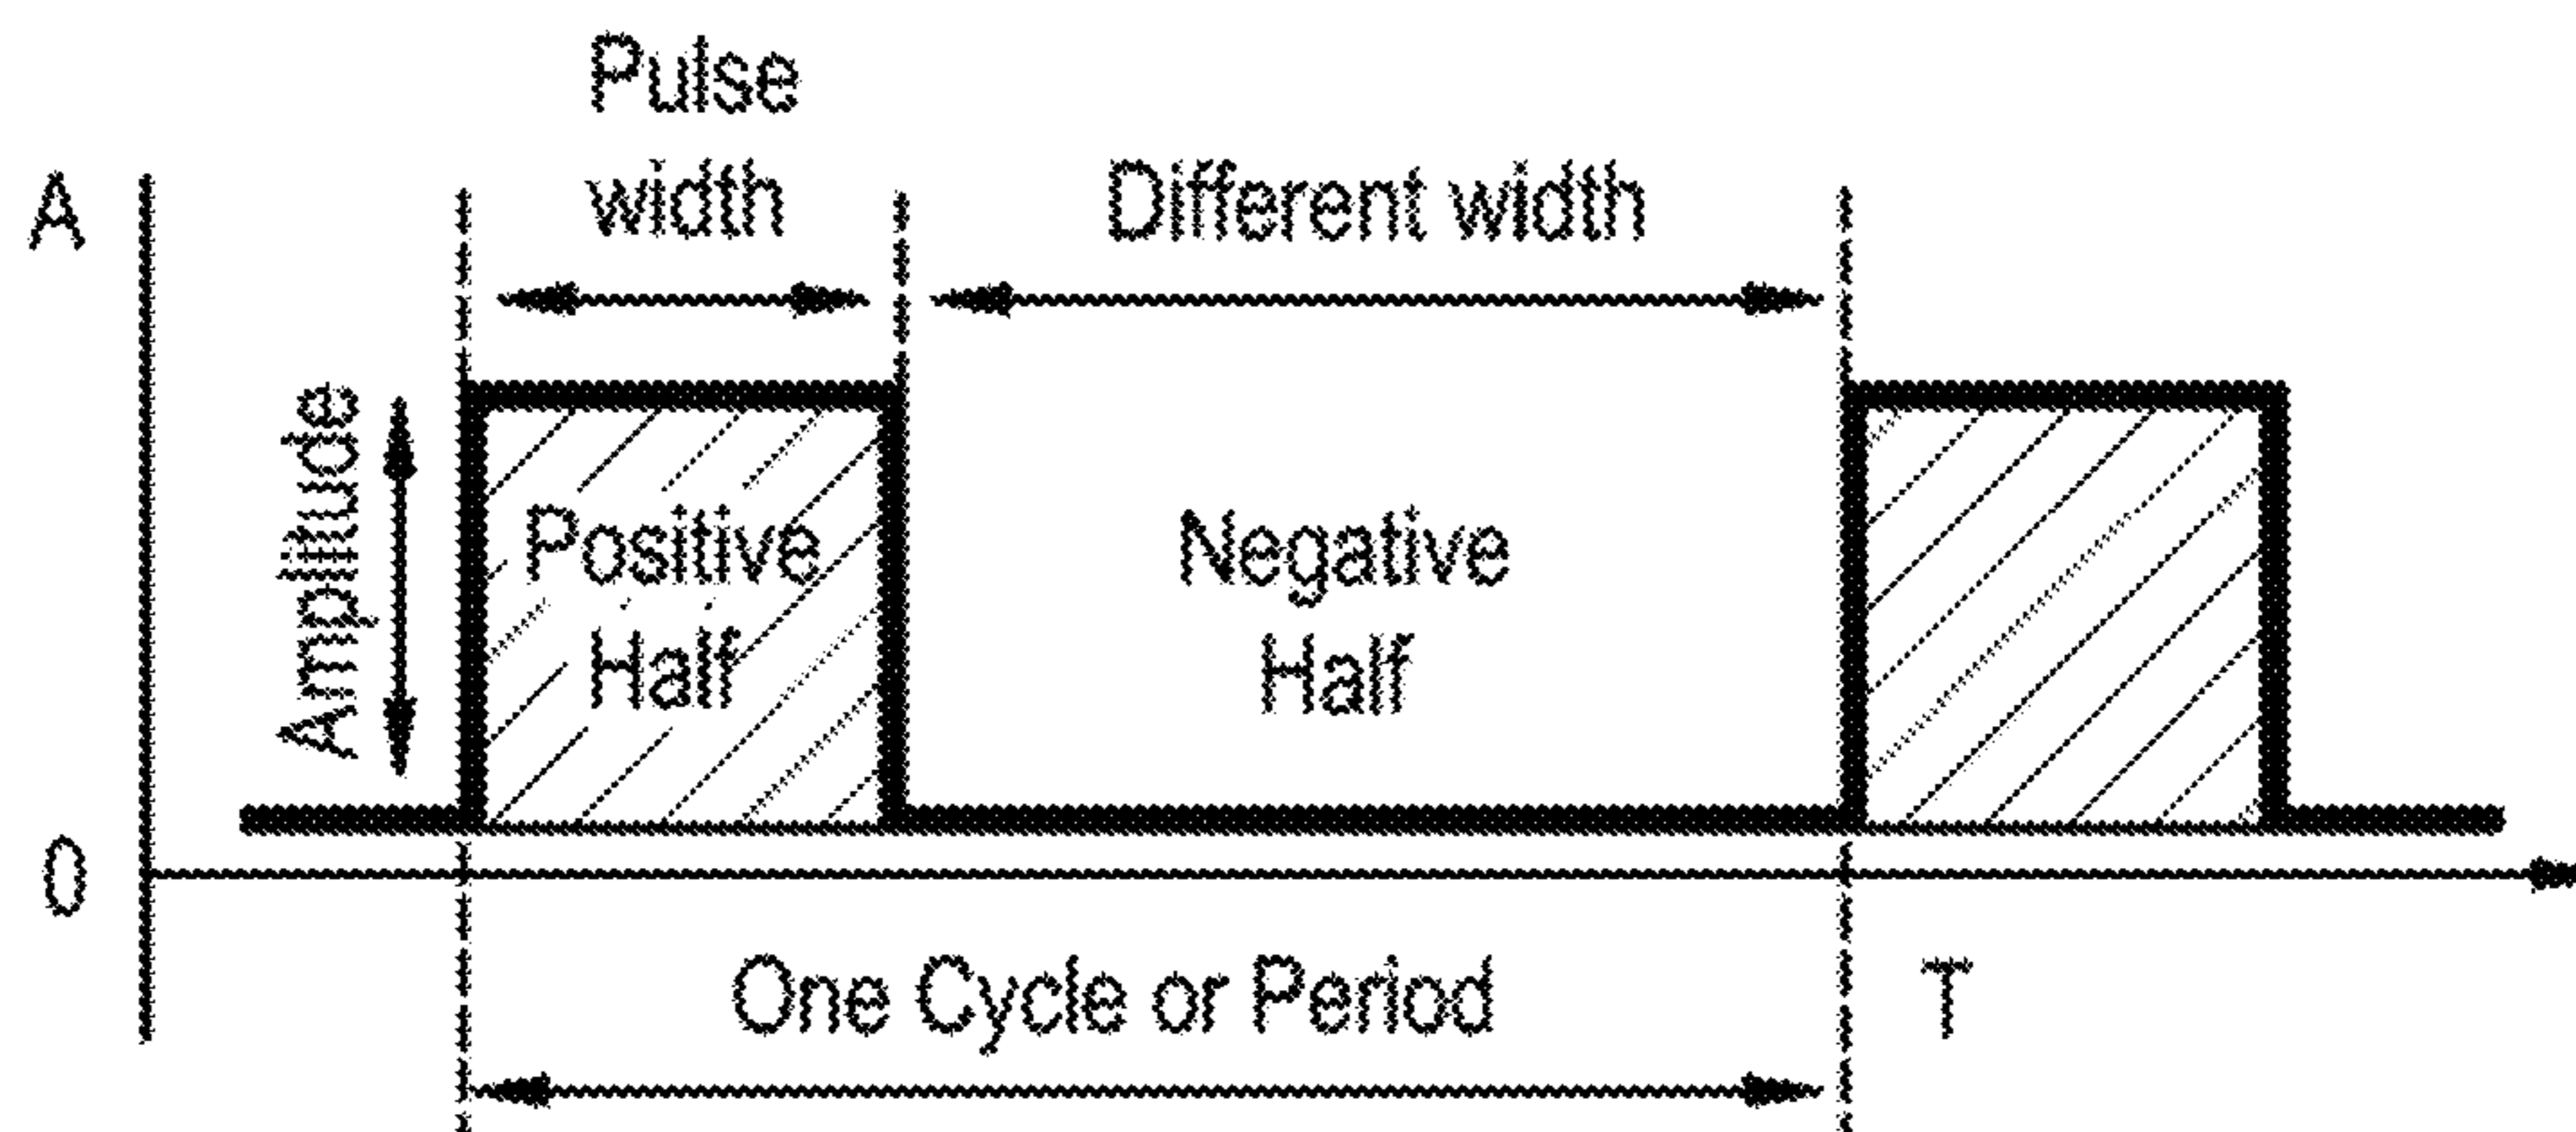 Pulse
width
Different width
A
Amplitude
Positive
Half
Negative
Half
0
One Cycle or Period
T